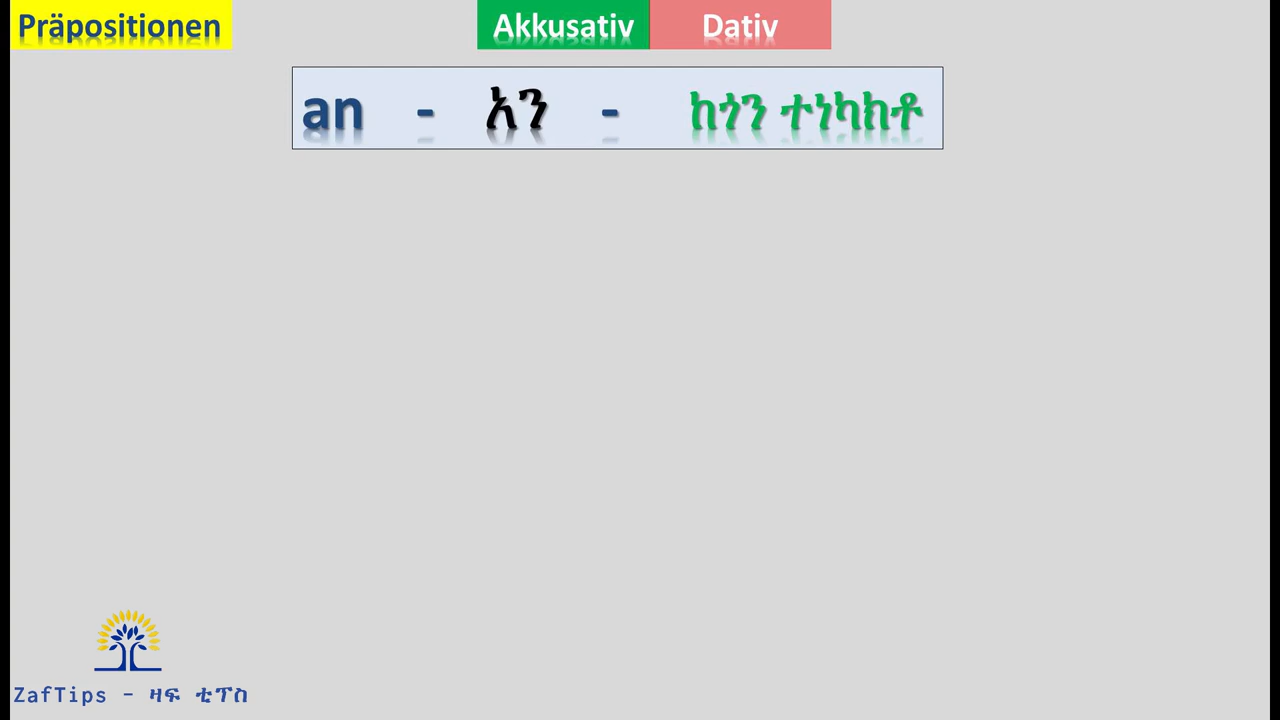 Präpositionen Akkusativ Dativ
an - አን - ከጎን ተነካክቶ
ZafTips - ዛፍ ቲፕስ